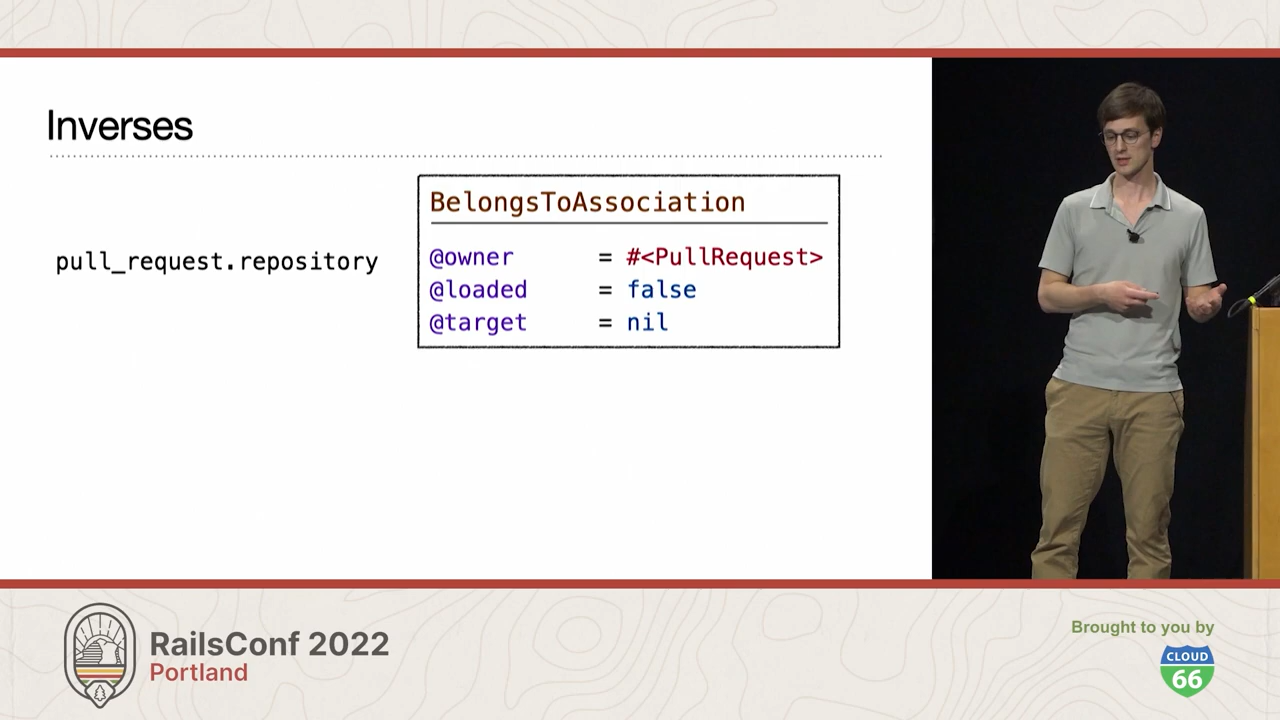 Inverses
BelongsToAssociation
pull_request.repository
@owner = #<PullRequest>
@loaded = false
@target = nil
RailsConf 2022
Portland
Brought to you by
CLOUD
66